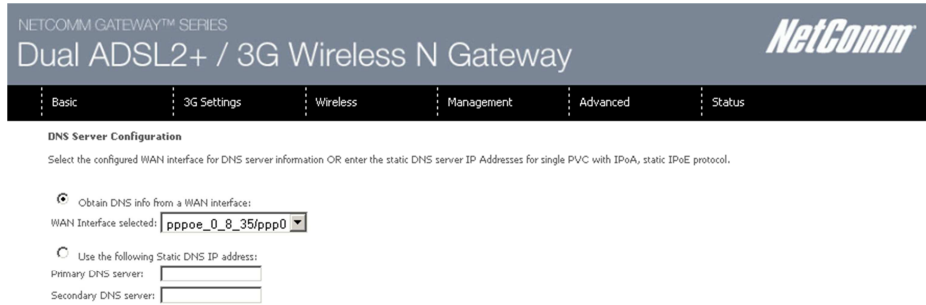 NETCOMM GATEWAY™ SERIES
Dual ADSL2+ / 3G Wireless N Gateway
NetComm
Basic 3G Settings Wireless Management Advanced Status
DNS Server Configuration
Select the configured WAN interface for DNS server information OR enter the static DNS server IP Addresses for single PVC with IPoA, static IPoE protocol.
Obtain DNS info from a WAN interface:
WAN Interface selected: pppoe_0_8_35/ppp0
Use the following Static DNS IP address:
Primary DNS server:
Secondary DNS server: